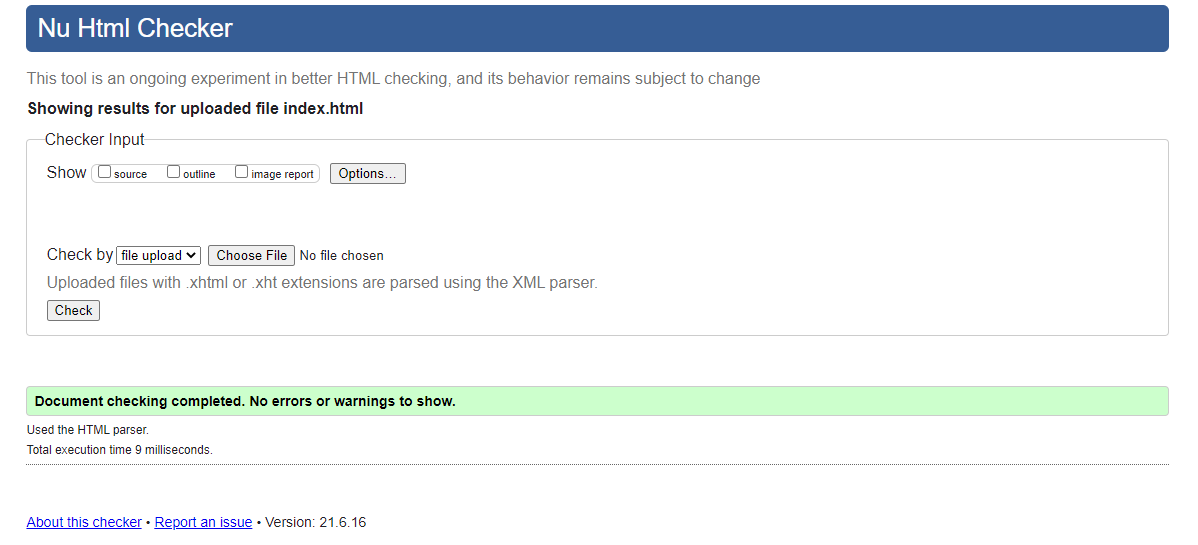 Nu Html Checker
This tool is an ongoing experiment in better HTML checking, and its behavior remains subject to change
Showing results for uploaded file index.html
Checker Input
Show source outline image report Options...
Check by file upload Choose File No file chosen
Uploaded files with .xhtml or .xht extensions are parsed using the XML parser.
Check
Document checking completed. No errors or warnings to show.
Used the HTML parser.
Total execution time 9 milliseconds.
About this checker • Report an issue • Version: 21.6.16